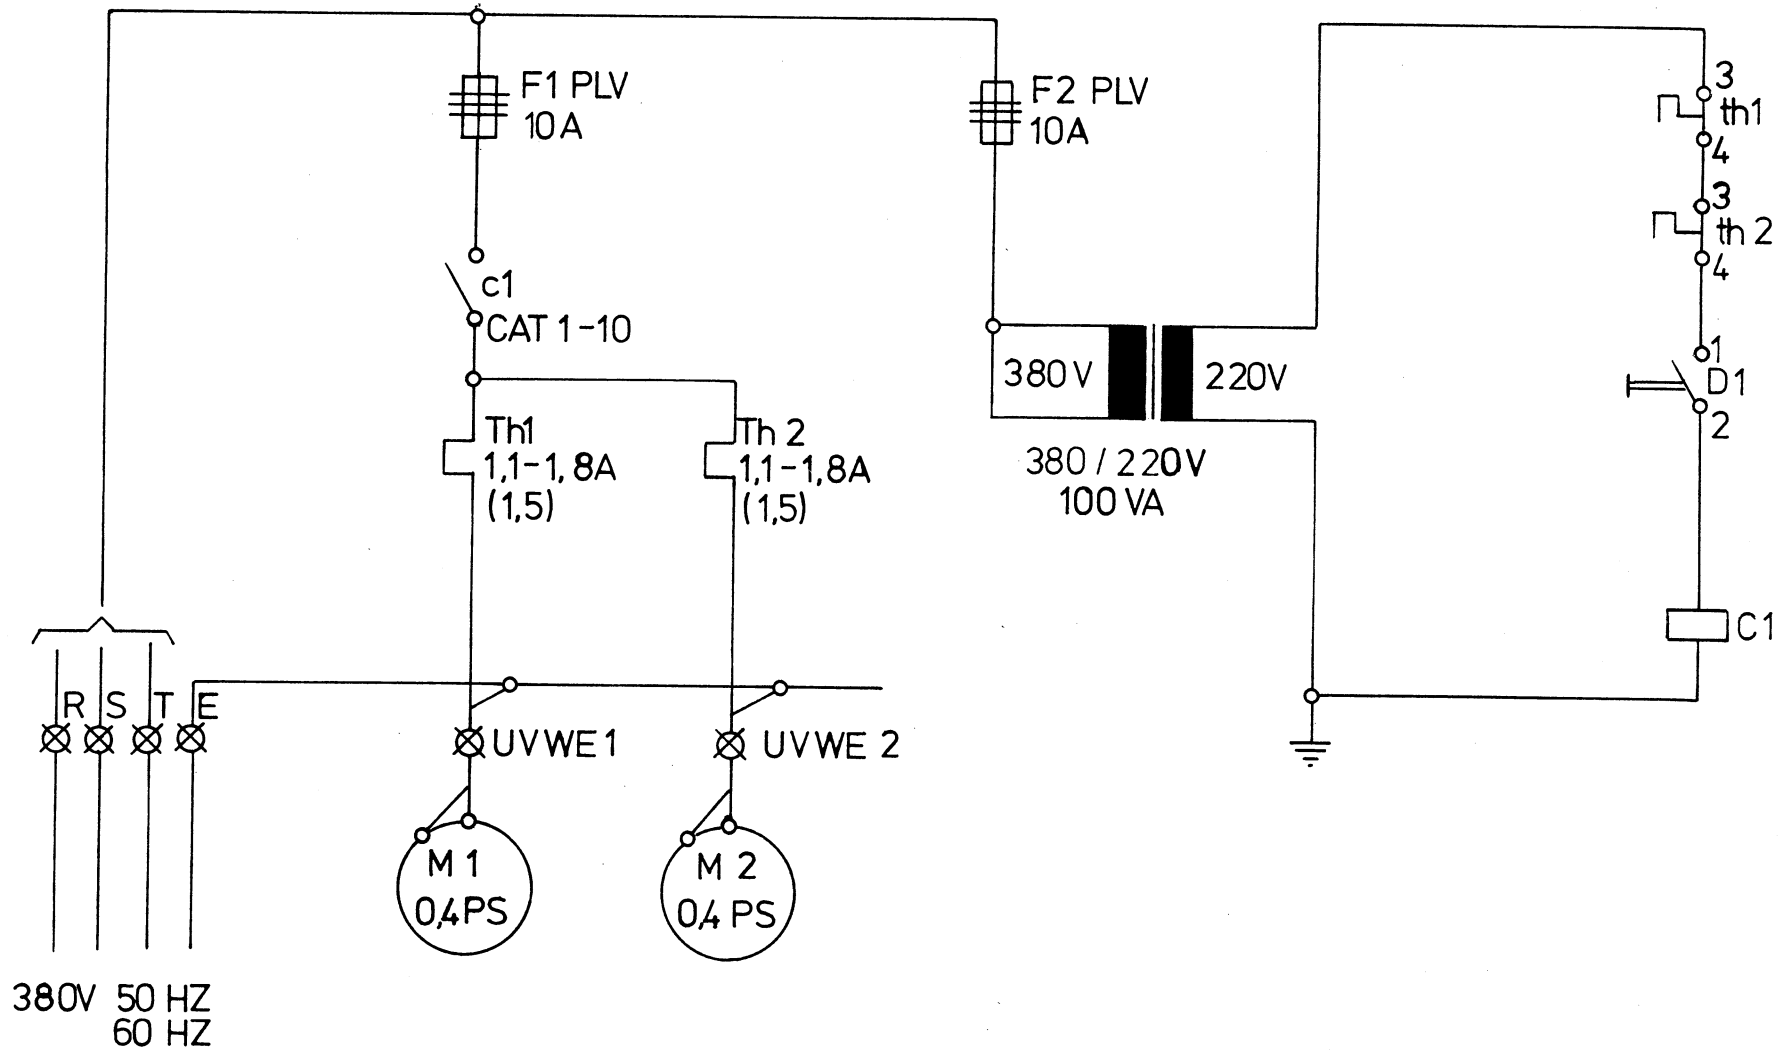 F1 PLV
10A
F2 PLV
10A
3
th1
4
3
th 2
4
c1
CAT 1-10
380V
220V
1
D1
2
Th1
1,1-1,8A
(1,5)
Th 2
1,1-1,8A
(1,5)
380 / 220V
100 VA
C1
R S T E
UVWE 1
UVWE 2
M 1
0,4PS
M 2
0,4 PS
380V 50 HZ
60 HZ